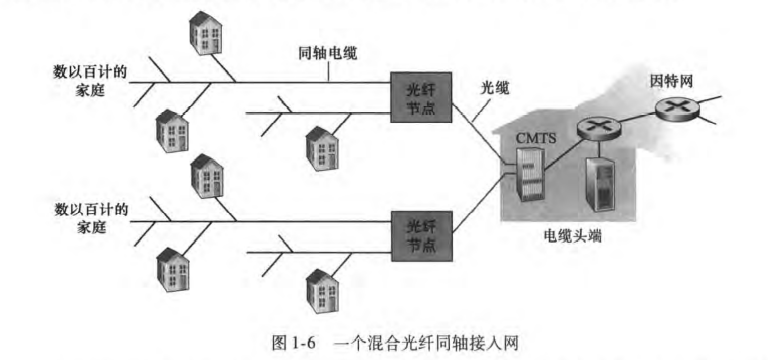 数以百计的
家庭
同轴电缆
光纤
节点
光缆
因特网
CMTS
数以百计的
家庭
光纤
节点
电缆头端
图 1-6 一个混合光纤同轴接入网